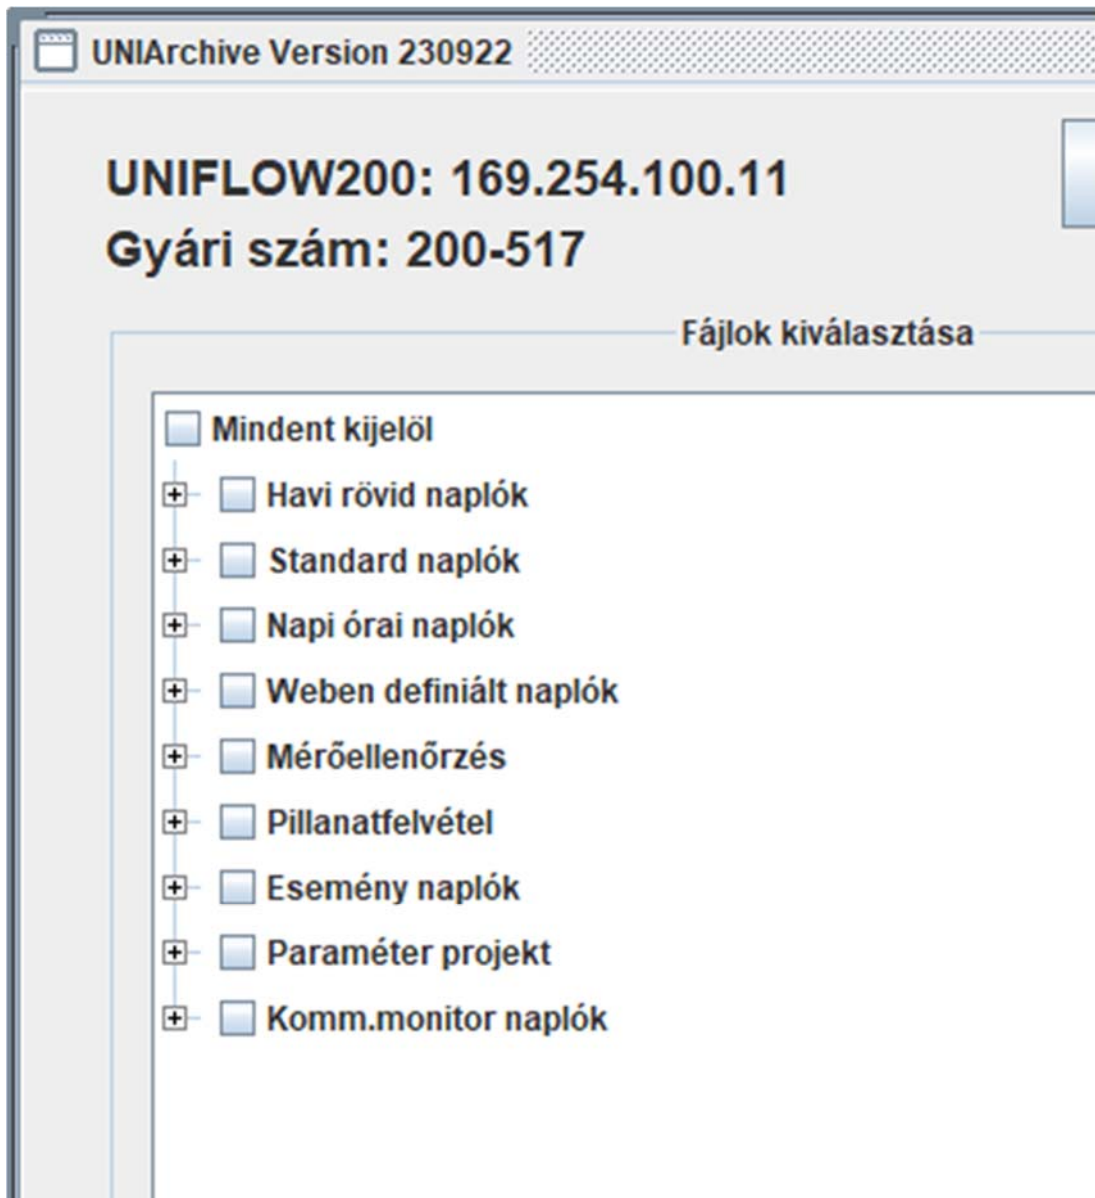 UNIArchive Version 230922
UNIFLOW200: 169.254.100.11
Gyári szám: 200-517
Fájlok kiválasztása
Mindent kijelöl
Havi rövid naplók
Standard naplók
Napi órai naplók
Weben definiált naplók
Mérőellenőrzés
Pillanatfelvétel
Esemény naplók
Paraméter projekt
Komm.monitor naplók